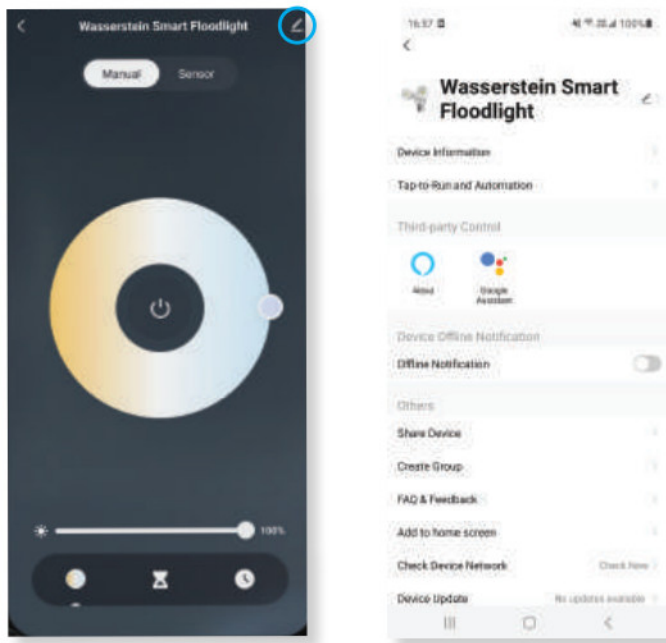 Wasserstein Smart Floodlight
Manual
Sensor
100%
16:37
100%
Wasserstein Smart
Floodlight
Device Information
Tap-to-Run and Automation
Third-party Control
Alexa
Google
Assistant
Device Offline Notification
Offline Notification
Others
Share Device
Create Group
FAQ & Feedback
Add to home screen
Check Device Network
Check Now
Device Update
No updates available